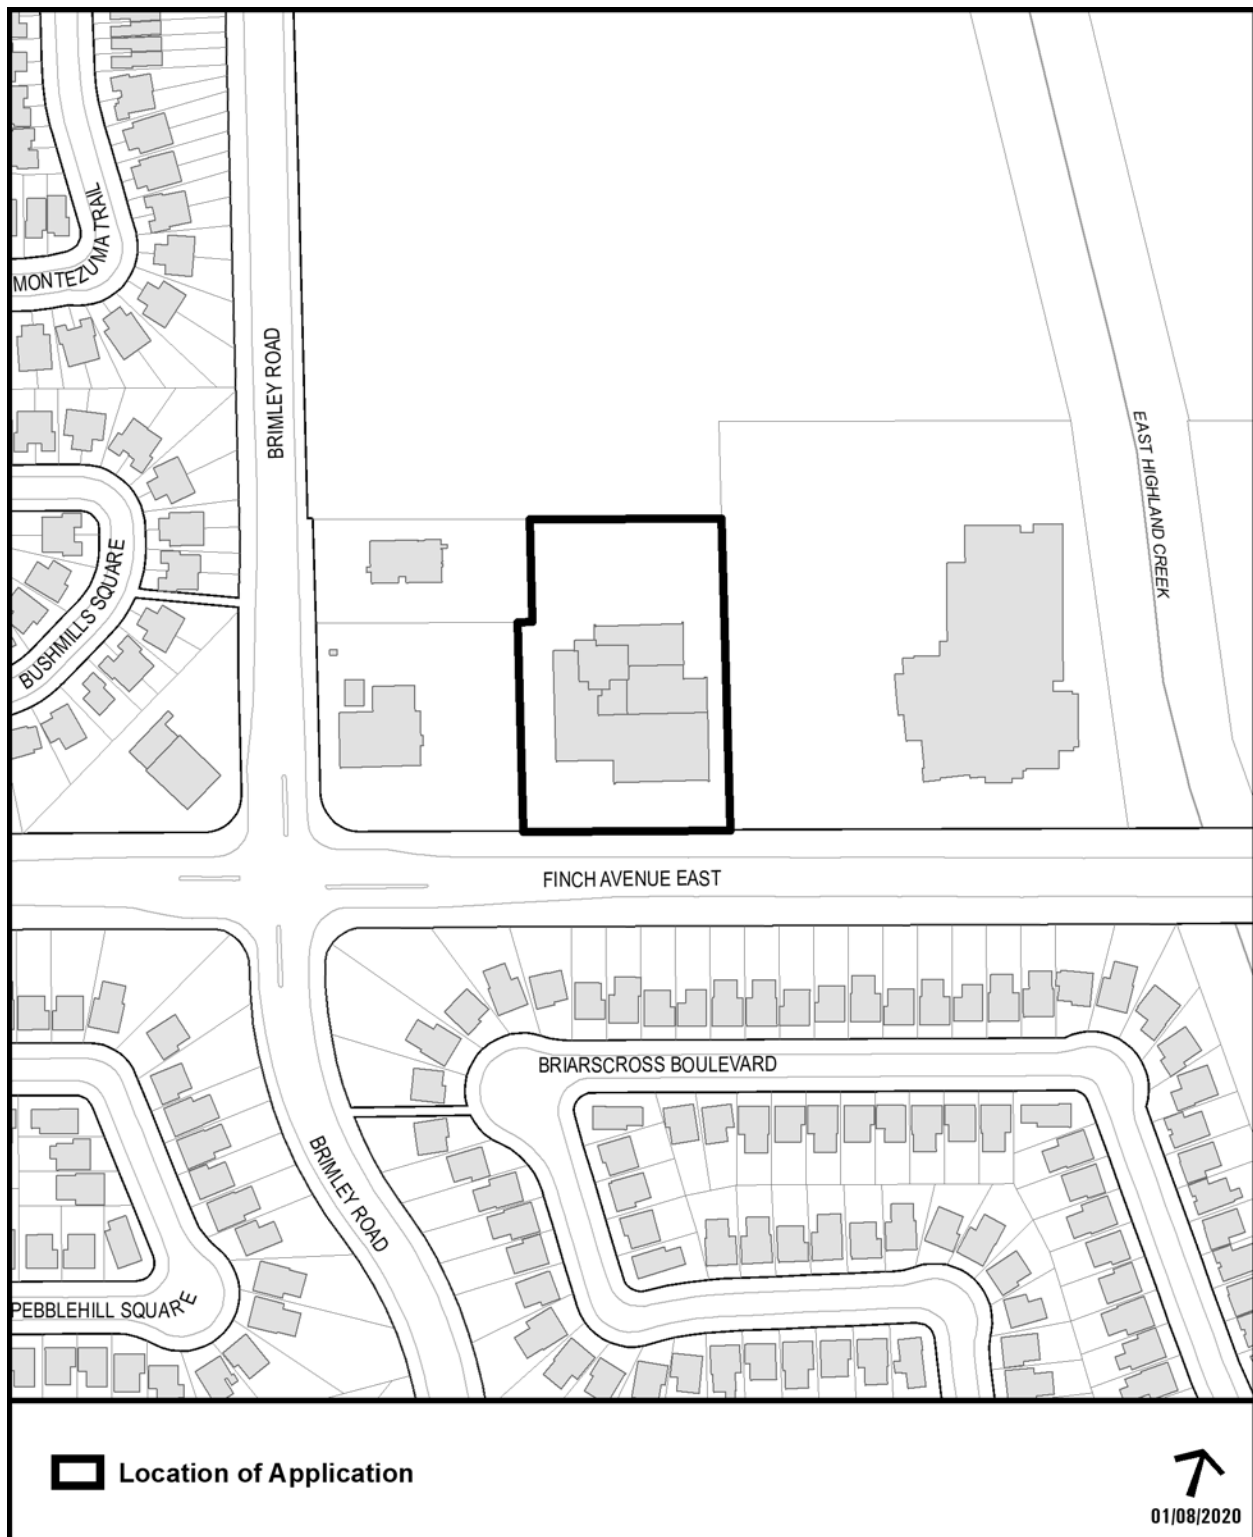 MONTEZUMA TRAIL
BRIMLEY ROAD
EAST HIGHLAND CREEK
BUSHMILLS SQUARE
FINCH AVENUE EAST
BRIARSCROSS BOULEVARD
BRIMLEY ROAD
PEBBLEHILL SQUARE
Location of Application
01/08/2020